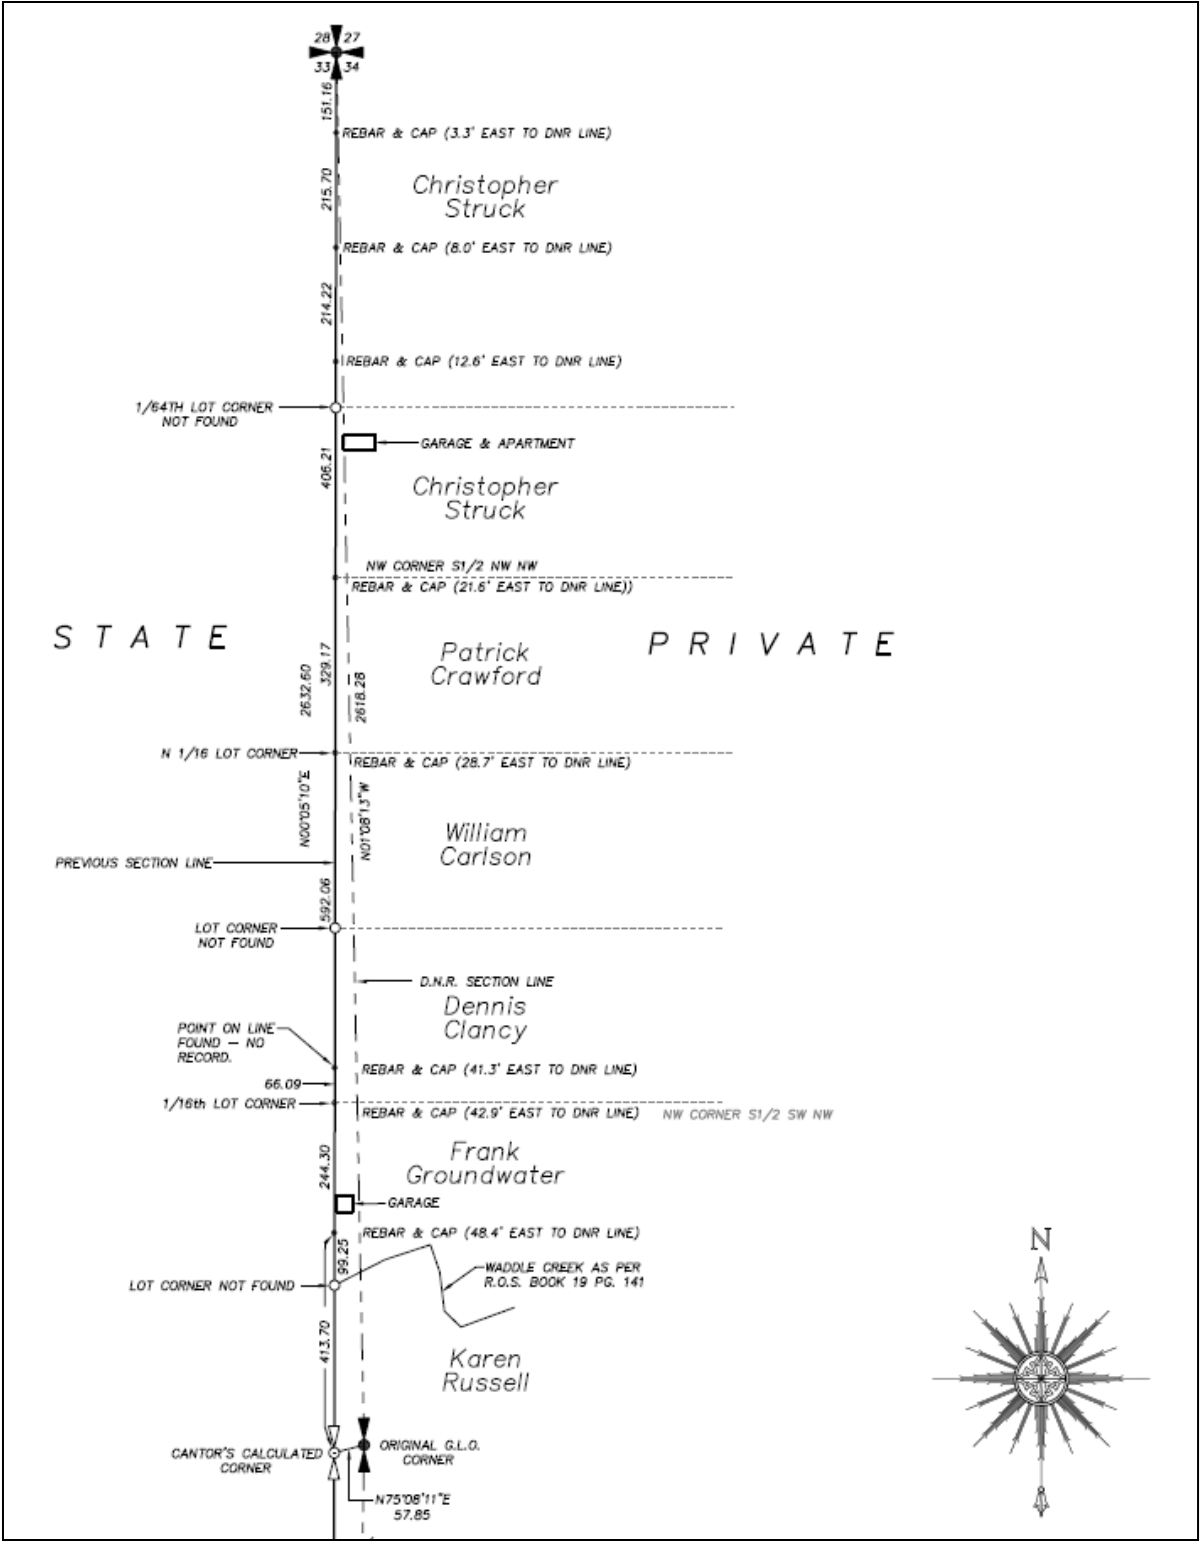 28 27
33 34
151.16
REBAR & CAP (3.3' EAST TO DNR LINE)
215.70
Christopher
Struck
REBAR & CAP (8.0' EAST TO DNR LINE)
214.22
REBAR & CAP (12.6' EAST TO DNR LINE)
1/64TH LOT CORNER
NOT FOUND
GARAGE & APARTMENT
406.21
Christopher
Struck
NW CORNER S1/2 NW NW
REBAR & CAP (21.6' EAST TO DNR LINE))
STATE
PRIVATE
Patrick
Crawford
329.17
2632.60
2618.28
N 1/16 LOT CORNER
REBAR & CAP (28.7' EAST TO DNR LINE)
N00°05'10"E
N01°08'13"W
William
Carlson
PREVIOUS SECTION LINE
592.06
LOT CORNER
NOT FOUND
D.N.R. SECTION LINE
Dennis
Clancy
POINT ON LINE
FOUND – NO
RECORD.
REBAR & CAP (41.3' EAST TO DNR LINE)
66.09
1/16th LOT CORNER
REBAR & CAP (42.9' EAST TO DNR LINE)
NW CORNER S1/2 SW NW
244.30
Frank
Groundwater
GARAGE
REBAR & CAP (48.4' EAST TO DNR LINE)
99.25
WADDLE CREEK AS PER
R.O.S. BOOK 19 PG. 141
LOT CORNER NOT FOUND
413.70
Karen
Russell
N
CANTOR'S CALCULATED
CORNER
ORIGINAL G.L.O.
CORNER
N75°08'11"E
57.85